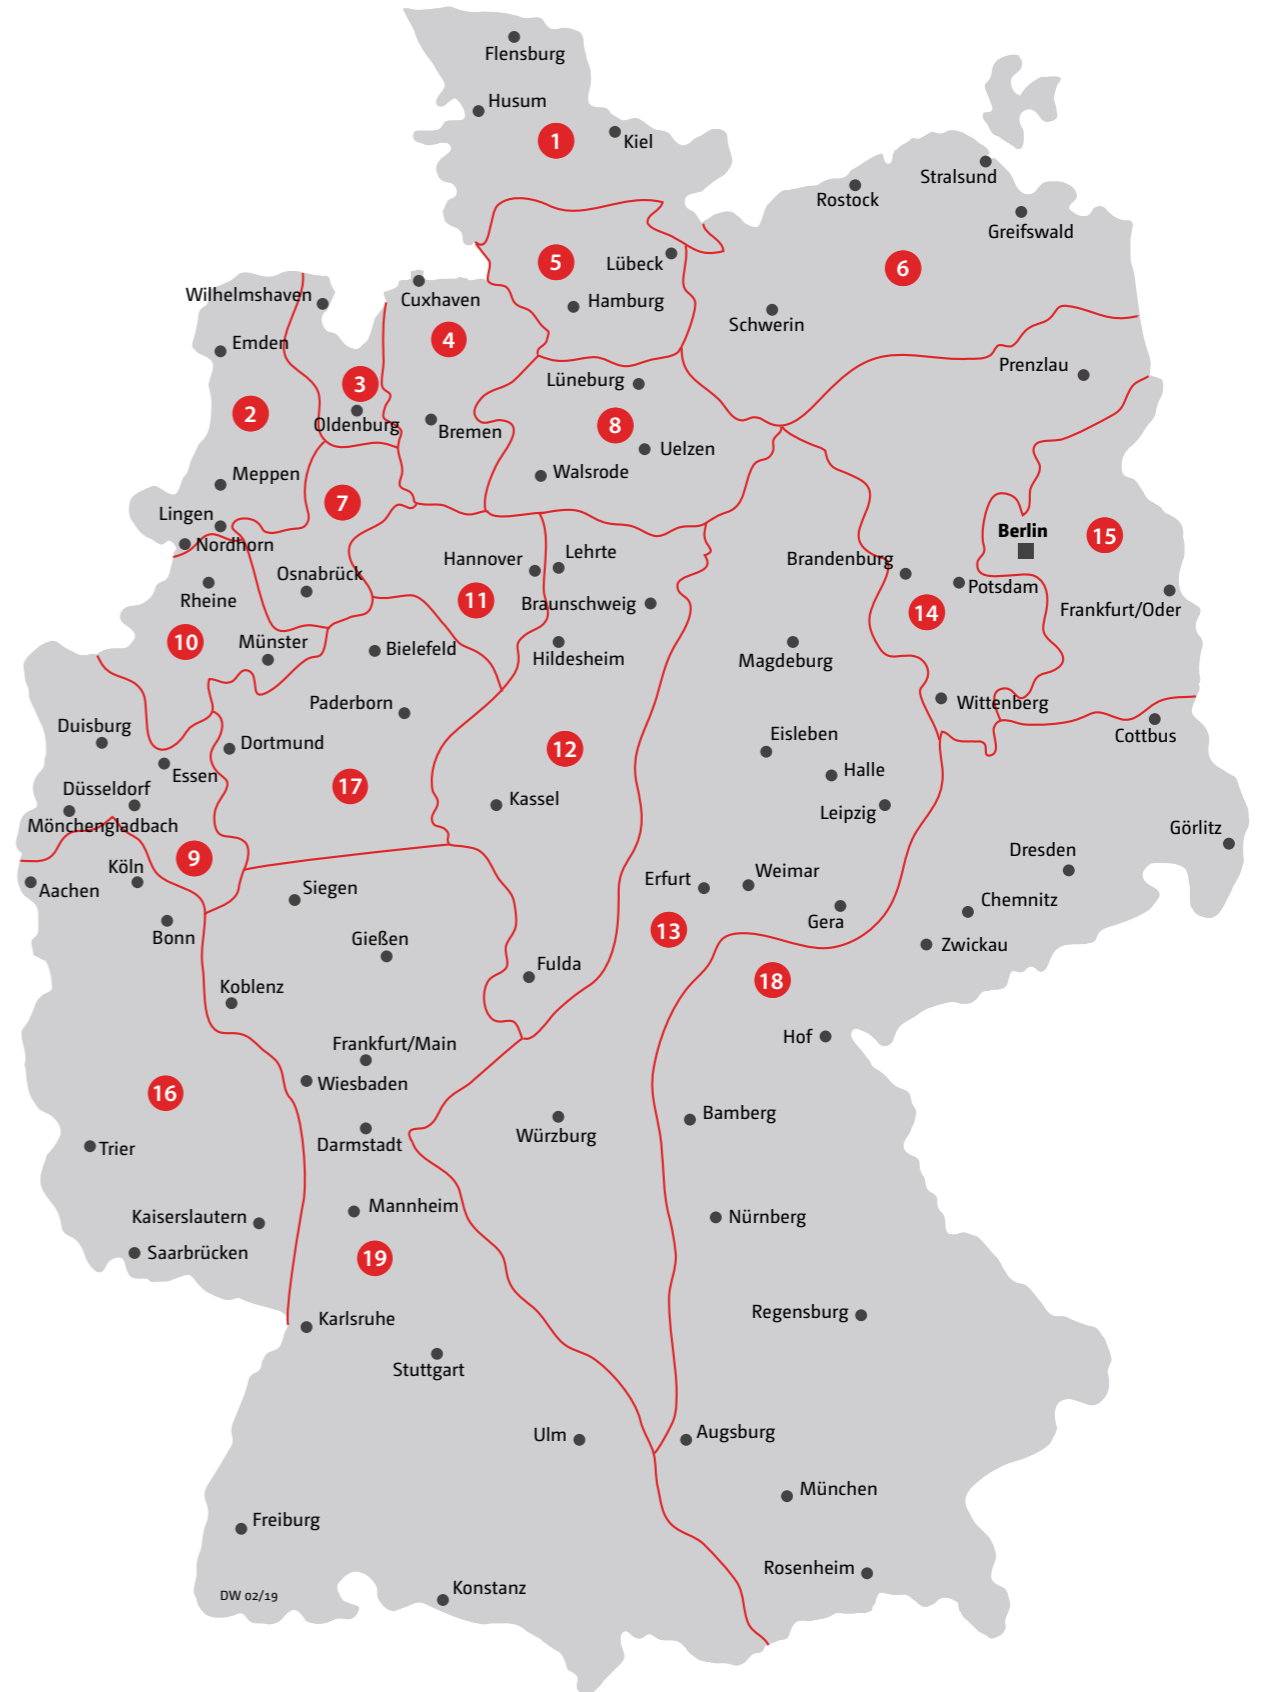 Flensburg
Husum
1
Kiel
Stralsund
Rostock
Greifswald
5
Lübeck
6
Wilhelmshaven
Cuxhaven
Hamburg
Schwerin
Emden
4
Prenzlau
3
Lüneburg
2
Oldenburg
Bremen
8
Uelzen
Meppen
Walsrode
7
Lingen
Berlin
15
Nordhorn
Hannover
Lehrte
Brandenburg
Osnabrück
Potsdam
Rheine
11
Braunschweig
14
Frankfurt/Oder
10
Münster
Bielefeld
Hildesheim
Magdeburg
Paderborn
Wittenberg
Duisburg
Dortmund
12
Eisleben
Cottbus
Essen
Halle
Düsseldorf
17
Kassel
Leipzig
Mönchengladbach
Görlitz
9
Dresden
Köln
Weimar
Aachen
Siegen
Erfurt
Chemnitz
Gera
Bonn
Gießen
13
Zwickau
Fulda
18
Koblenz
Hof
Frankfurt/Main
Wiesbaden
16
Bamberg
Würzburg
Trier
Darmstadt
Mannheim
Kaiserslautern
Nürnberg
Saarbrücken
19
Karlsruhe
Regensburg
Stuttgart
Ulm
Augsburg
München
Freiburg
Rosenheim
DW 02/19
Konstanz